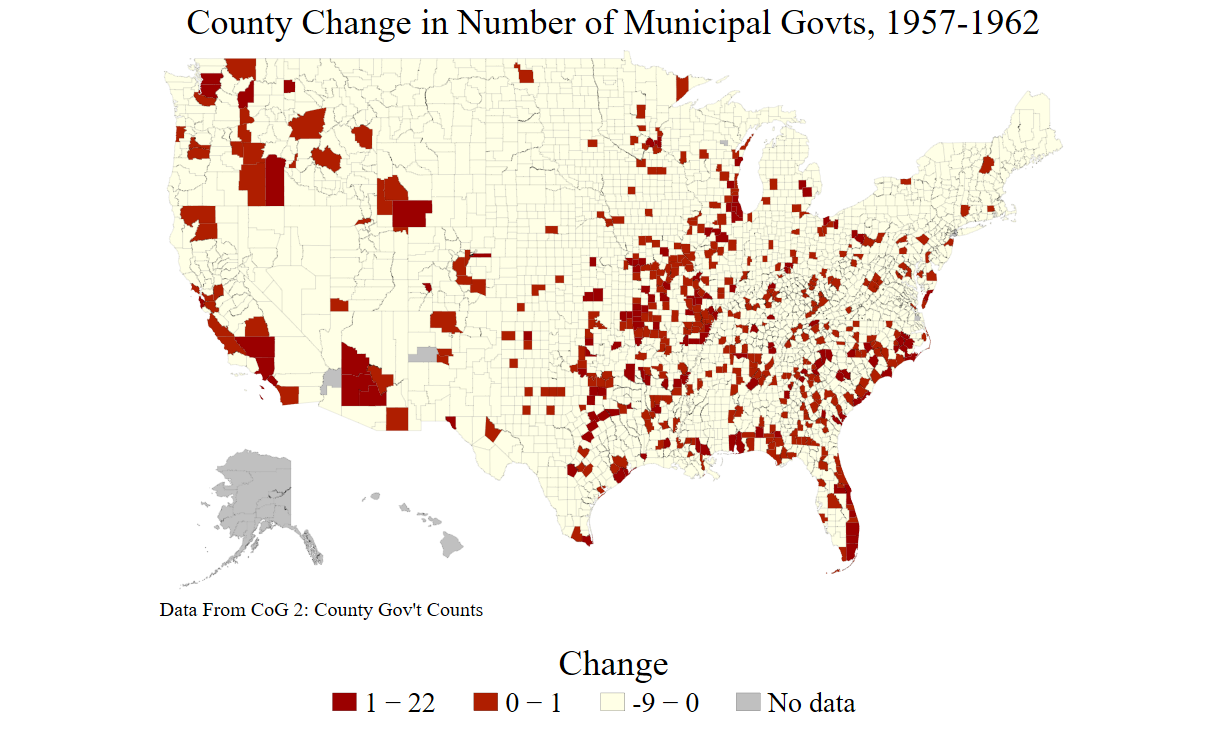 County Change in Number of Municipal Govts, 1957-1962
Data From CoG 2: County Gov't Counts
Change
1 − 22
0 − 1
-9 − 0
No data